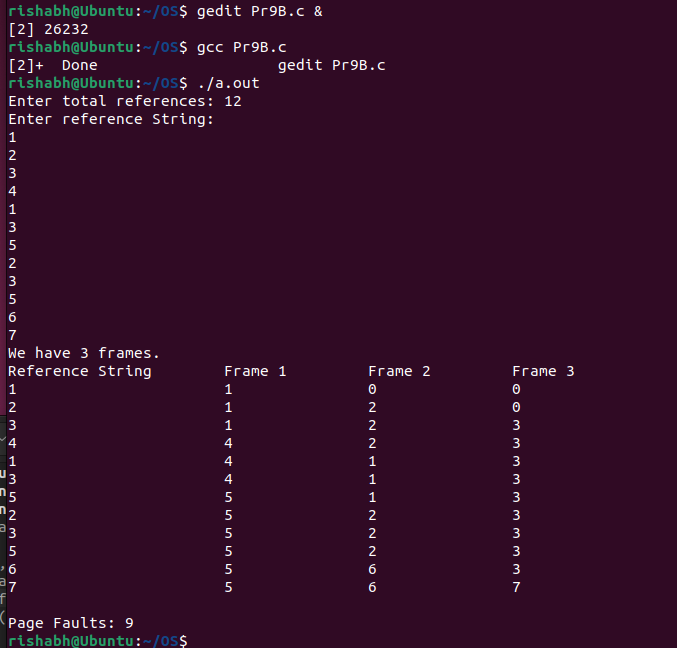 rishabh@Ubuntu:~/OS$ gedit Pr9B.c &
[2] 26232
rishabh@Ubuntu:~/OS$ gcc Pr9B.c
[2]+  Done                    gedit Pr9B.c
rishabh@Ubuntu:~/OS$ ./a.out
Enter total references: 12
Enter reference String:
1
2
3
4
1
3
5
2
3
5
6
7
We have 3 frames.
Reference String        Frame 1         Frame 2         Frame 3
1                       1               0               0
2                       1               2               0
3                       1               2               3
4                       4               2               3
1                       4               1               3
3                       4               1               3
5                       5               1               3
2                       5               2               3
3                       5               2               3
5                       5               2               3
6                       5               6               3
7                       5               6               7
Page Faults: 9
rishabh@Ubuntu:~/OS$